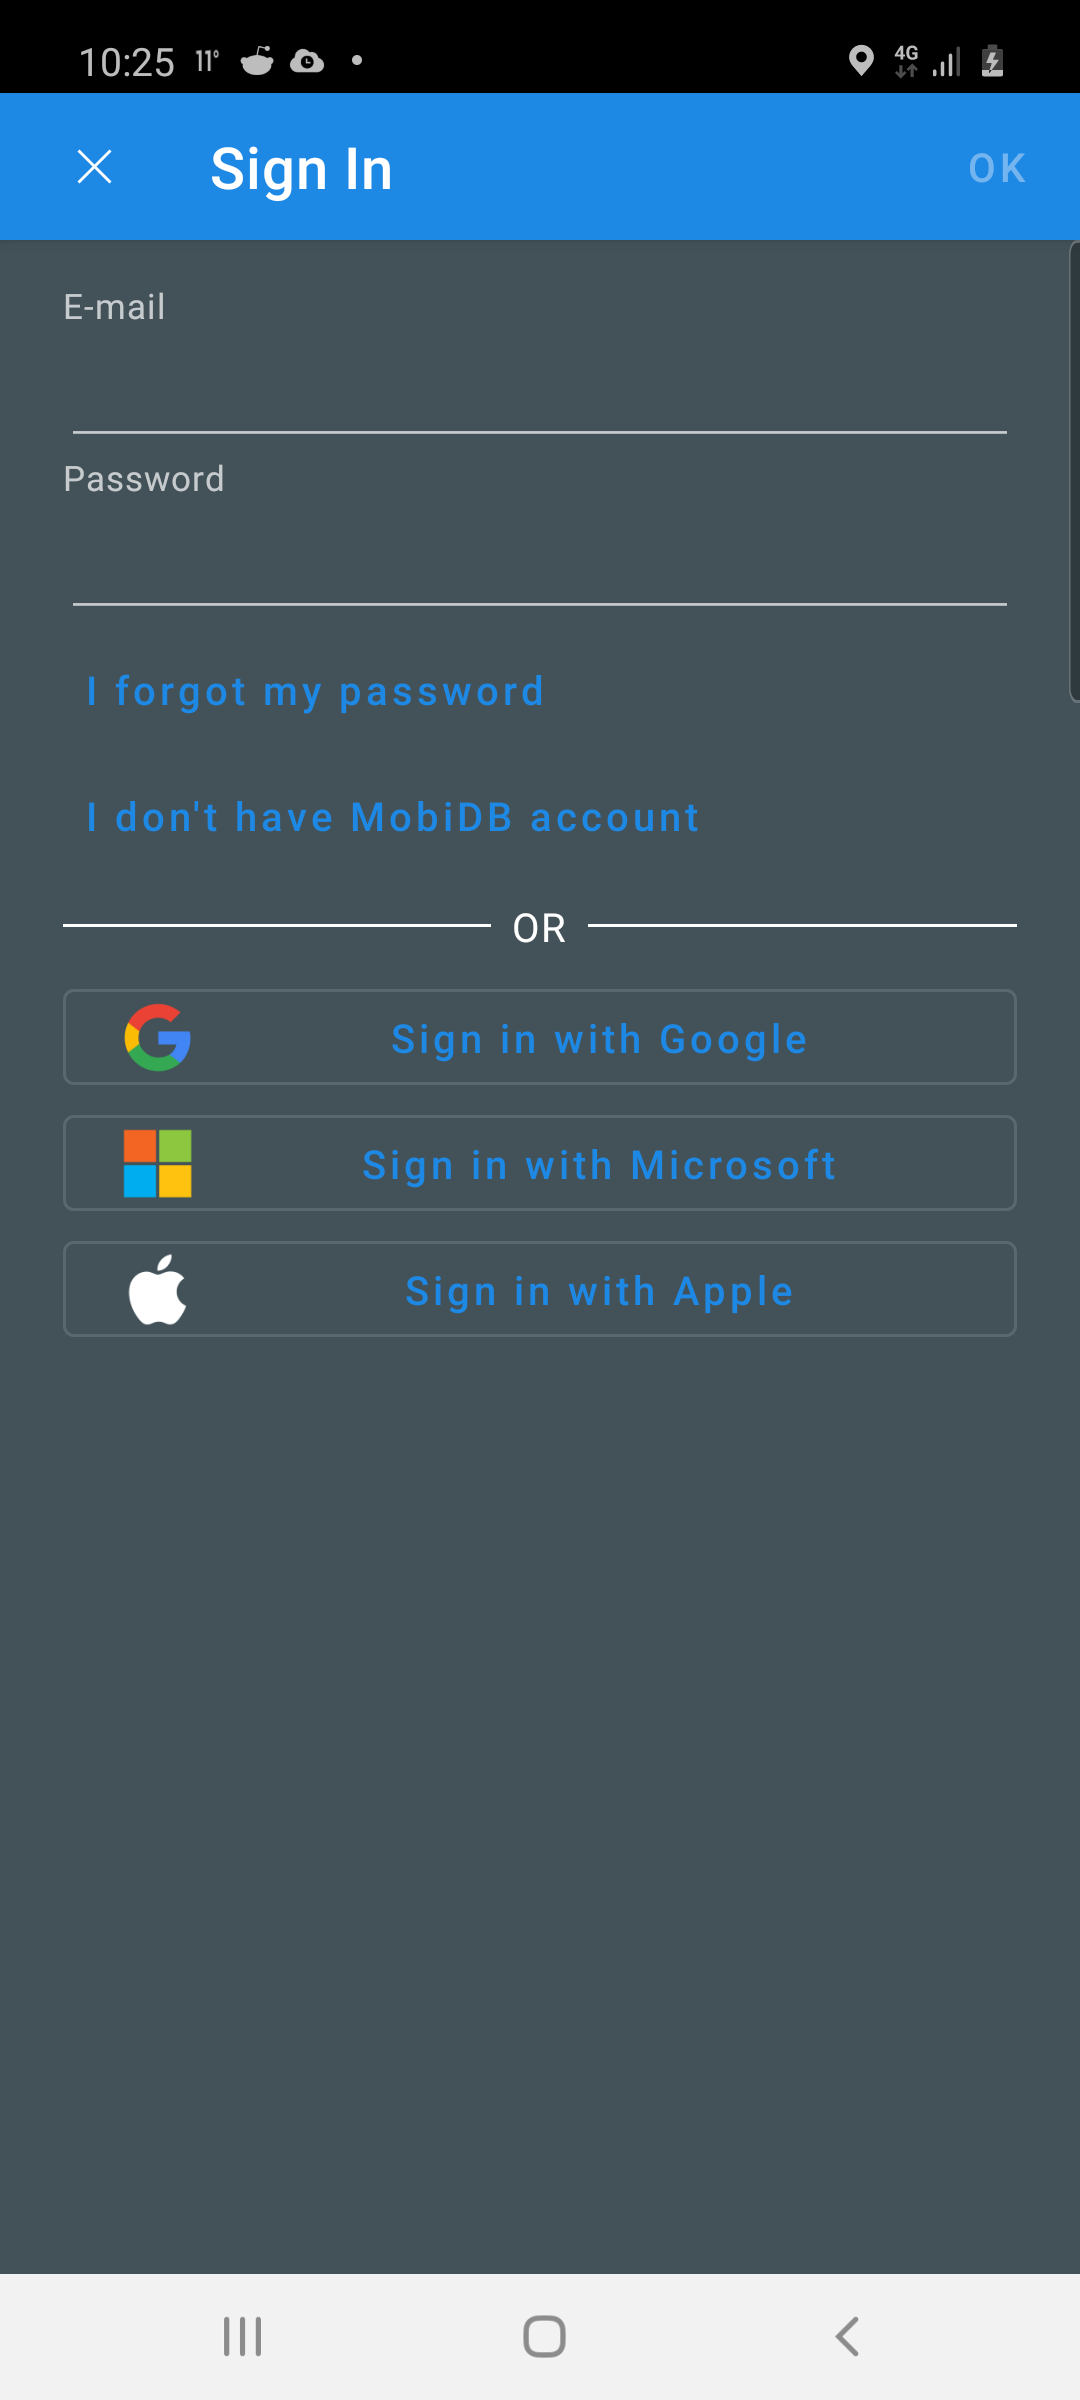 10:25 11° 4G
Sign In OK
E-mail
Password
I forgot my password
I don't have MobiDB account
OR
Sign in with Google
Sign in with Microsoft
Sign in with Apple